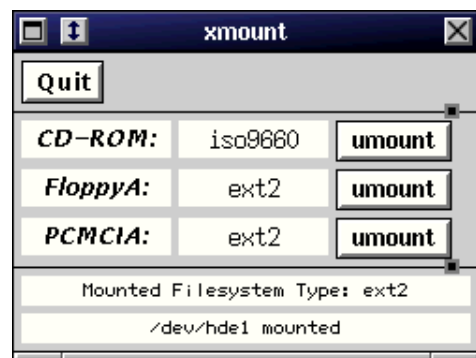 xmount
Quit
CD-ROM: iso9660 umount
FloppyA: ext2 umount
PCMCIA: ext2 umount
Mounted Filesystem Type: ext2
/dev/hde1 mounted